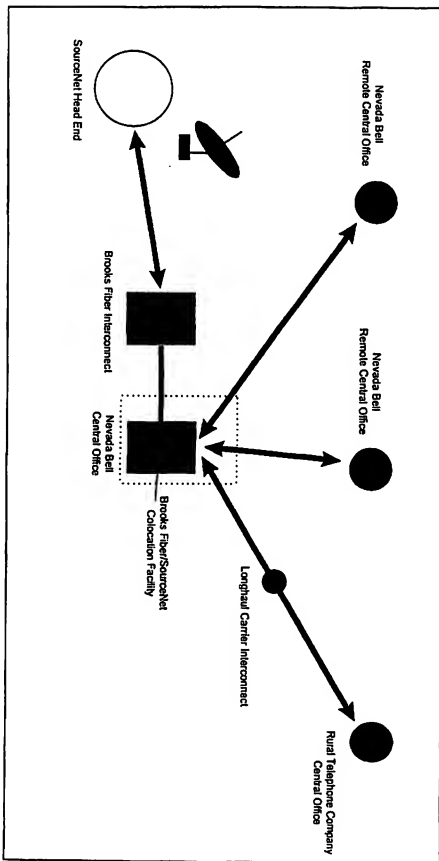 Nevada Bell
Remote Central Office
Nevada Bell
Remote Central Office
Rural Telephone Company
Central Office
Longhaul Carrier Interconnect
SourceNet Head End
Brooks Fiber Interconnect
Nevada Bell
Central Office
Brooks Fiber/SourceNet
Colocation Facility